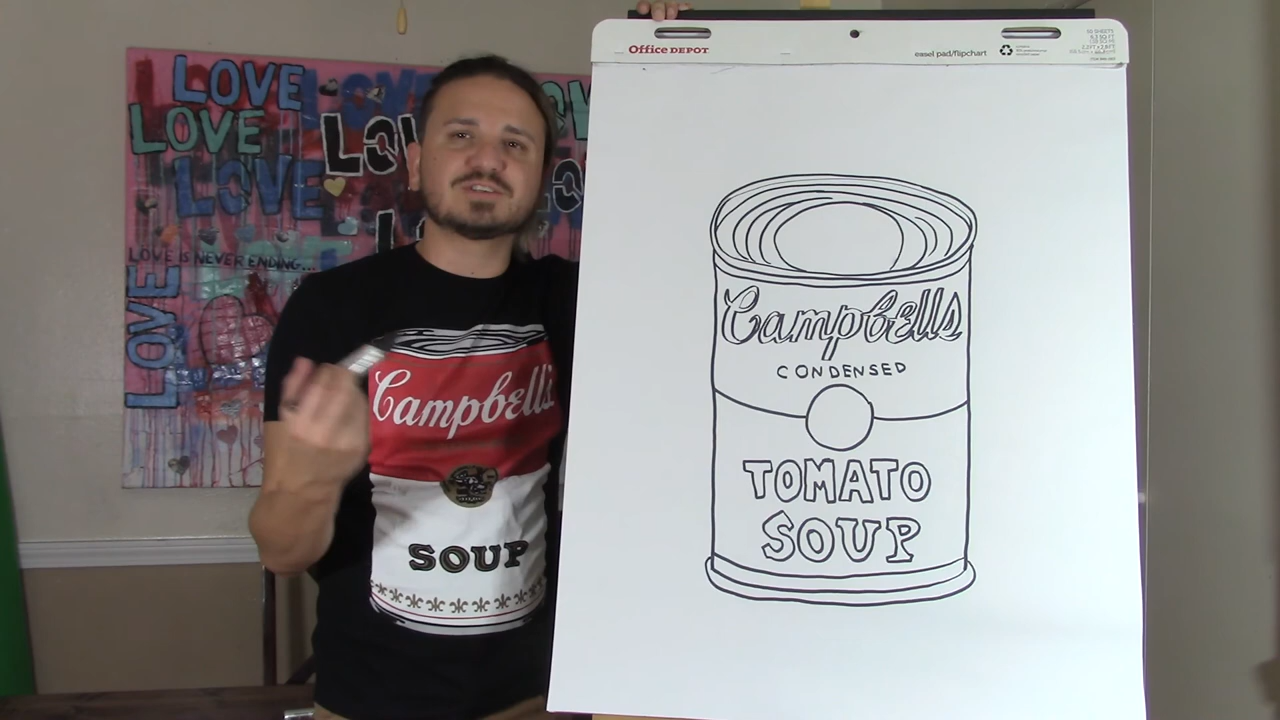 Office DEPOT
easel pad/flipchart
LOVE
LOVE
LOVE
LOVE
LOVE IS NEVER ENDING...
LOVE
Campbell's
SOUP
Campbells
CONDENSED
TOMATO
SOUP